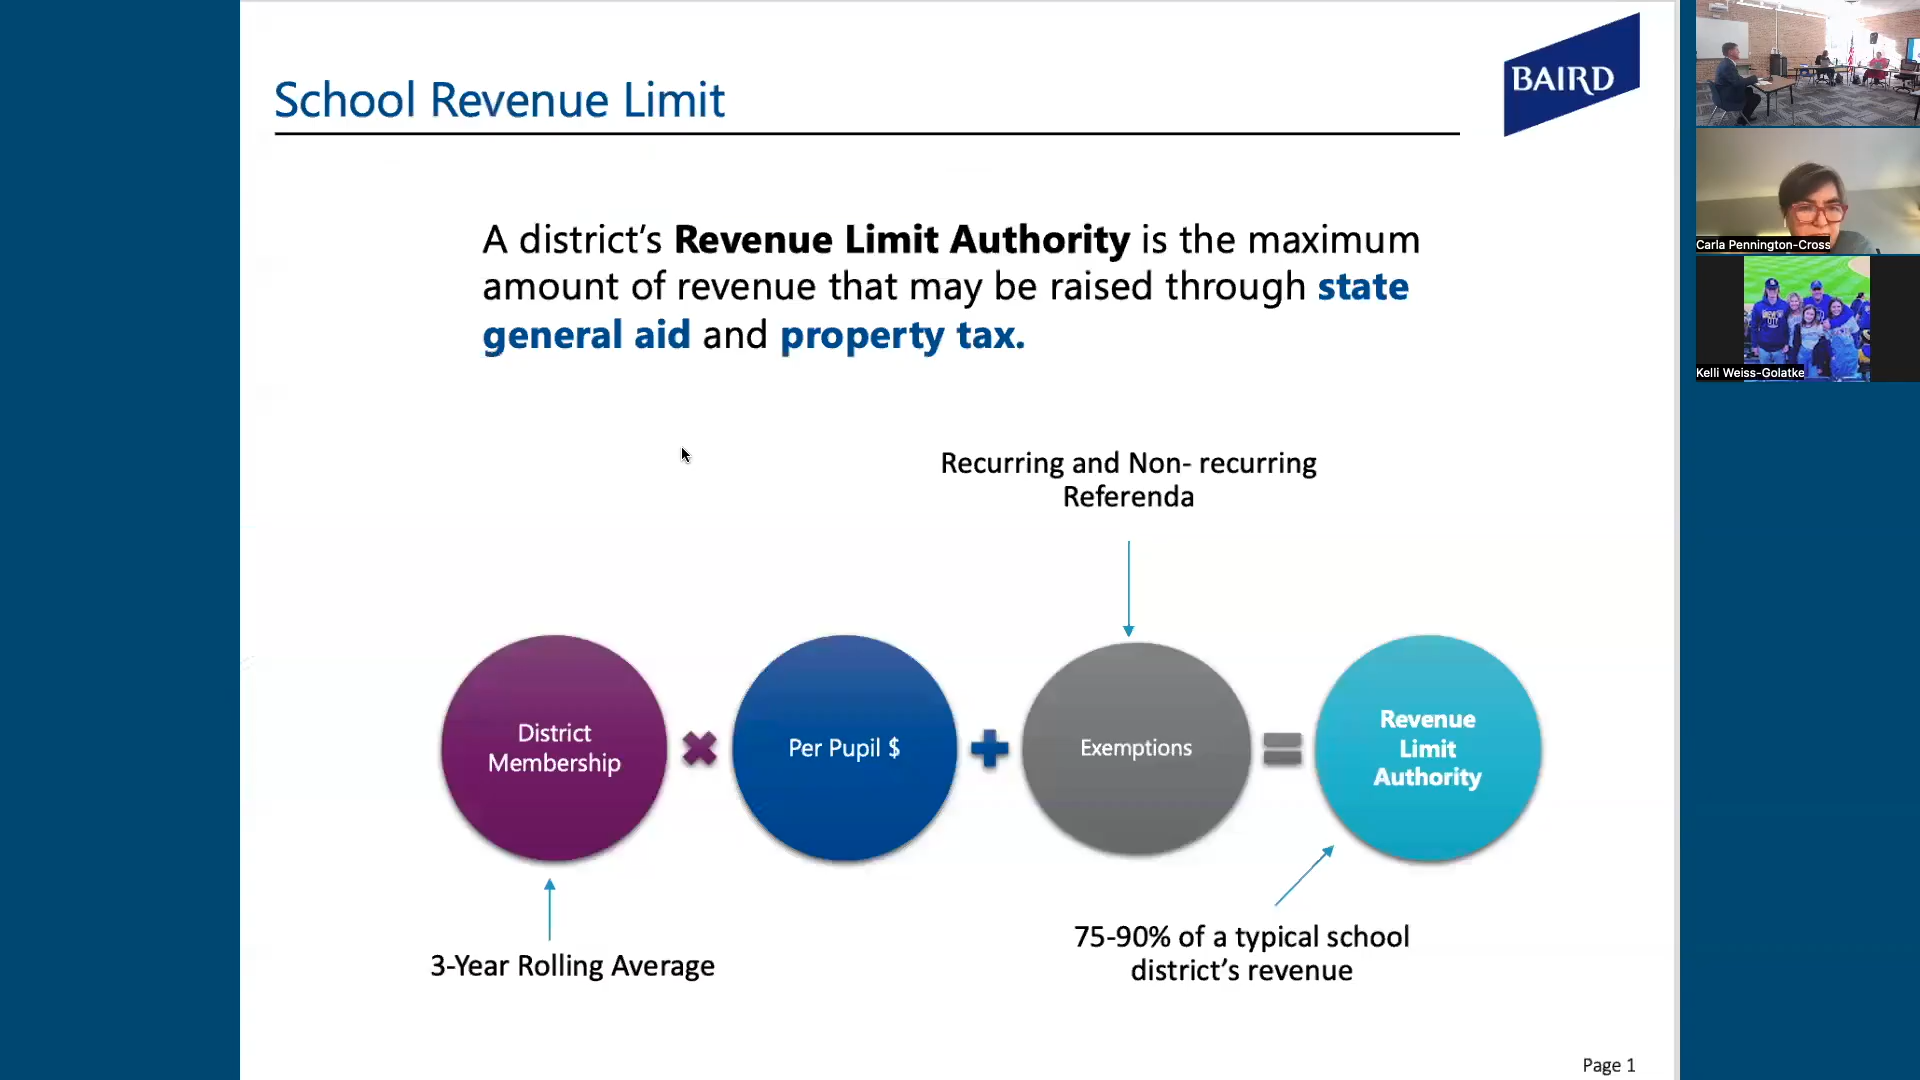 School Revenue Limit
BAIRD
A district's Revenue Limit Authority is the maximum
amount of revenue that may be raised through state
general aid and property tax.
Recurring and Non- recurring
Referenda
District
Membership
Per Pupil $
Exemptions
Revenue
Limit
Authority
3-Year Rolling Average
75-90% of a typical school
district's revenue
Page 1
Carla Pennington-Cross
Kelli Weiss-Golatke